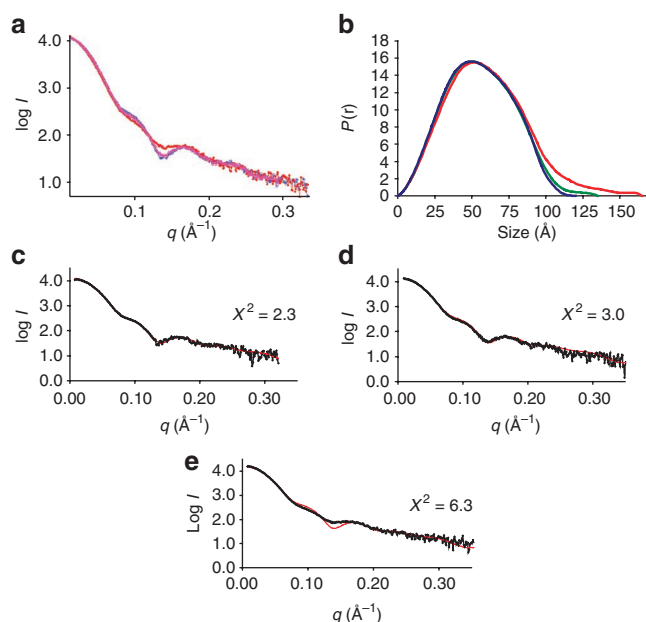 a
4.0
3.0
2.0
1.0
log I
0.1
0.2
0.3
q (Å⁻¹)
b
18
16
14
12
10
8
6
4
2
0
P(r)
0
25
50
75
100
125
150
Size (Å)
c
4.0
3.0
2.0
1.0
0.0
log I
X² = 2.3
0.00
0.10
0.20
0.30
q (Å⁻¹)
d
4.0
3.0
2.0
1.0
0.0
log I
X² = 3.0
0.00
0.10
0.20
0.30
q (Å⁻¹)
e
4.0
3.0
2.0
1.0
0.0
Log I
X² = 6.3
0.00
0.10
0.20
0.30
q (Å⁻¹)